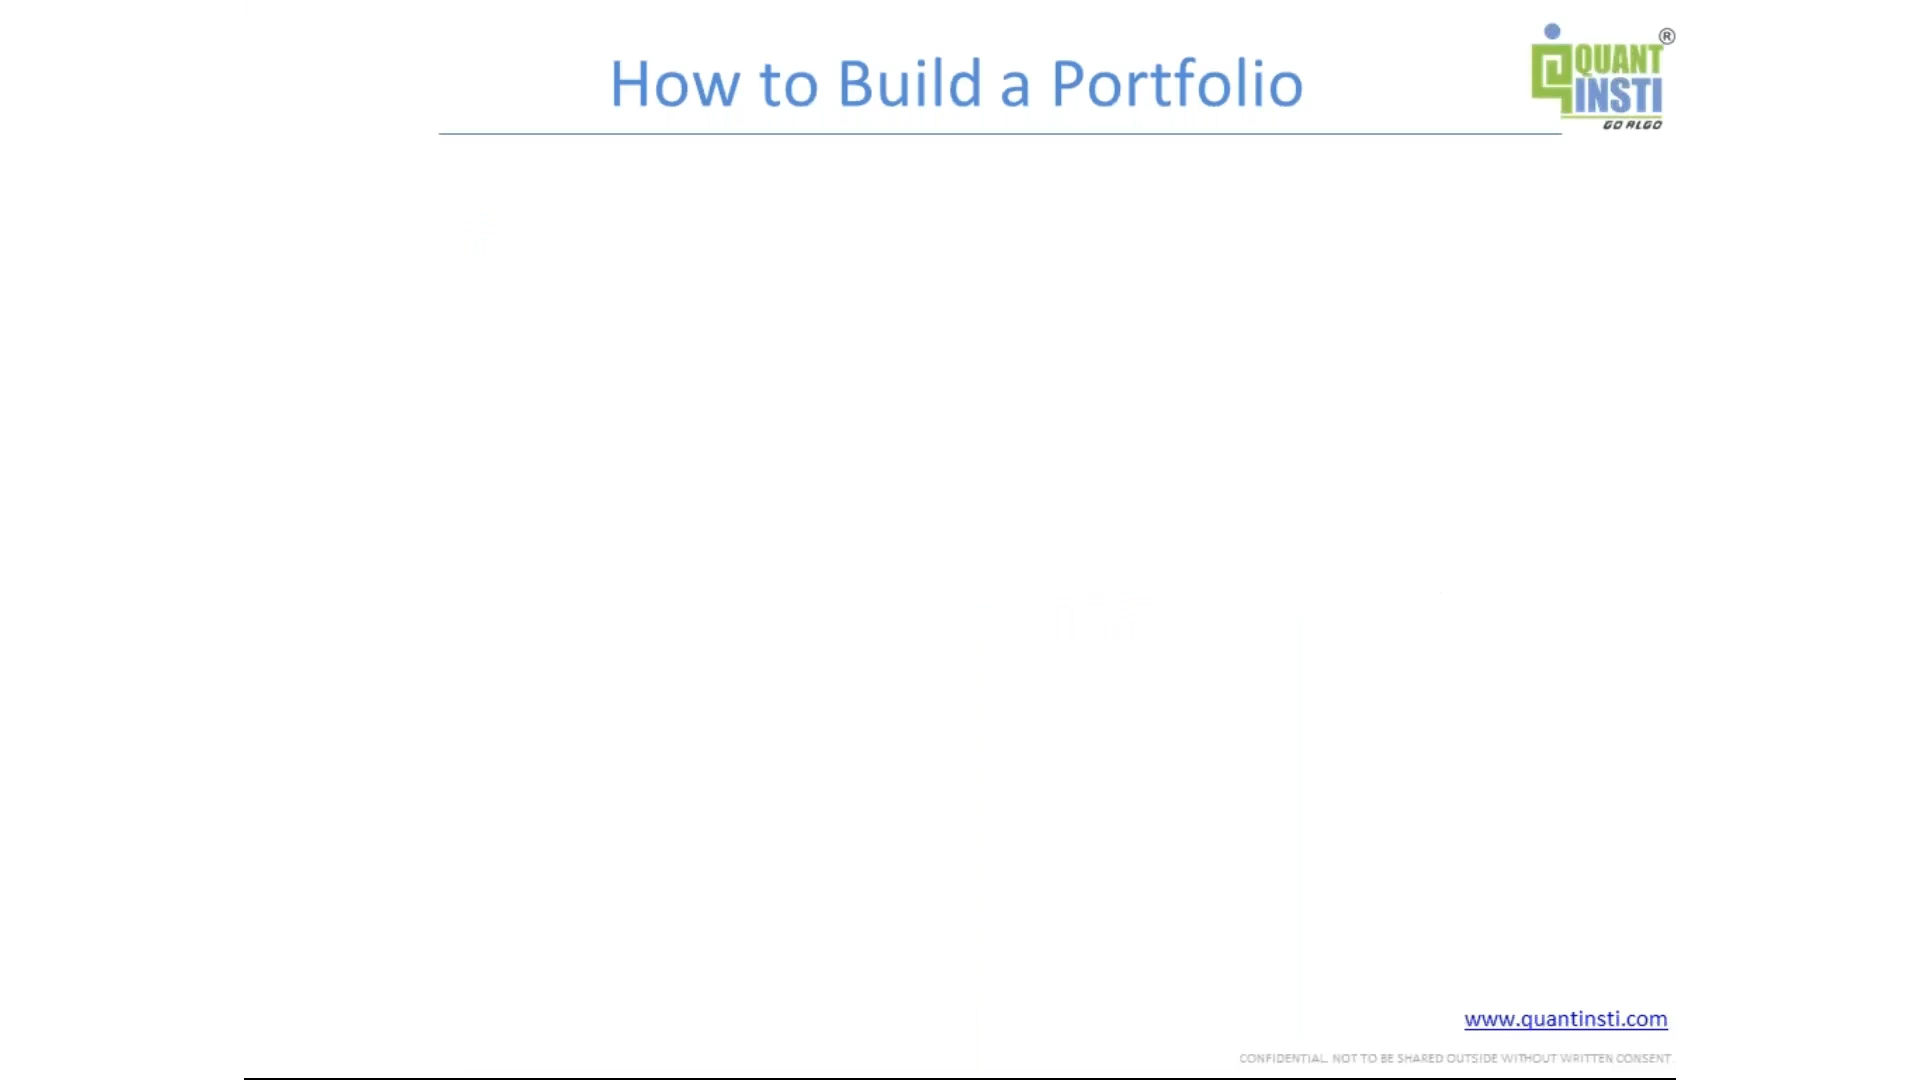 How to Build a Portfolio
QUANT
INSTI
®
GO ALGO
www.quantinsti.com
CONFIDENTIAL. NOT TO BE SHARED OUTSIDE WITHOUT WRITTEN CONSENT.